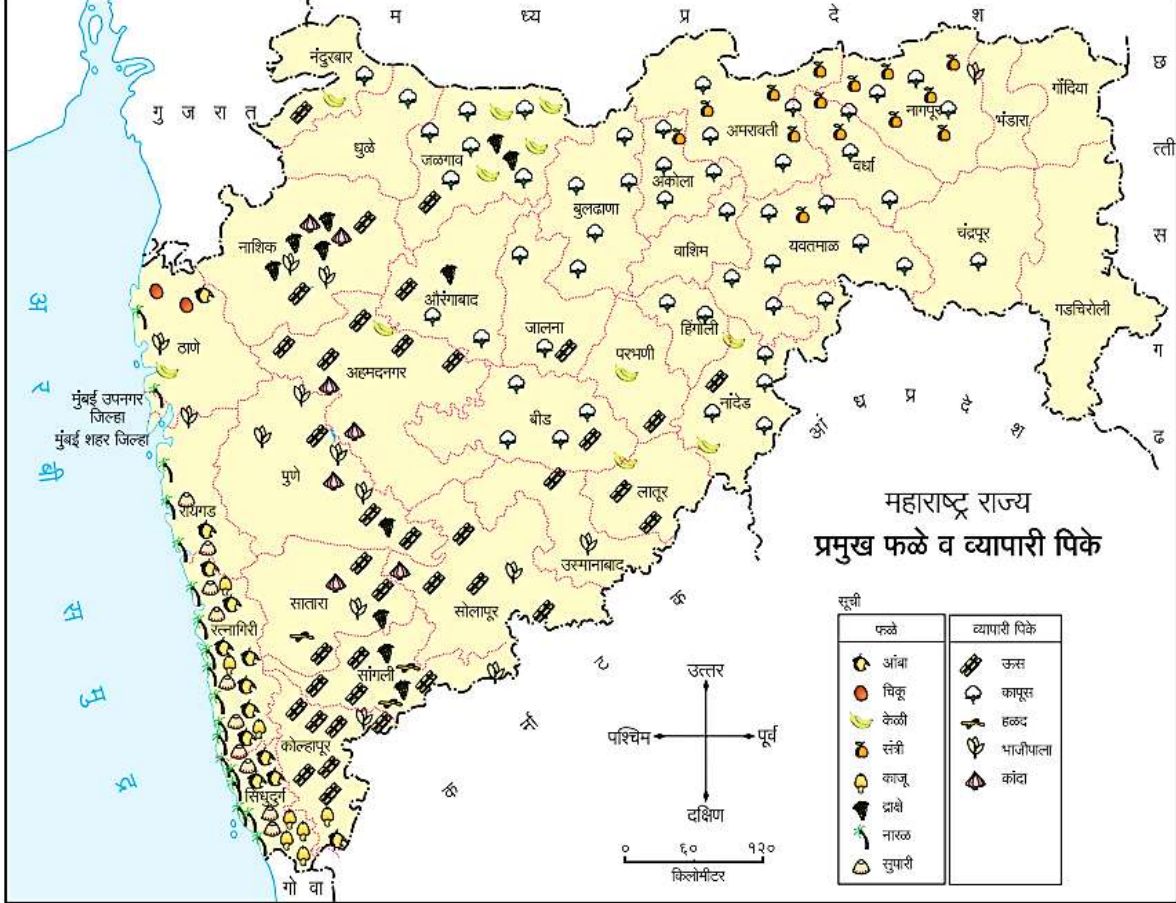 म ध्य प्र दे श
छ त्ती स ग ढ
गु ज रा त
नंदुरबार
धुळे
जळगाव
बुलढाणा
अकोला
अमरावती
वर्धा
नागपूर
भंडारा
गोंदिया
नाशिक
औरंगाबाद
जालना
वाशिम
हिंगोली
यवतमाळ
चंद्रपूर
गडचिरोली
ठाणे
अहमदनगर
परभणी
नांदेड
बीड
मुंबई उपनगर
जिल्हा
मुंबई शहर जिल्हा
पुणे
लातूर
रायगड
उस्मानाबाद
सातारा
सोलापूर
रत्नागिरी
सांगली
कोल्हापूर
सिंधुदुर्ग
अ र बी स मु द्र
आं ध्र प्र दे श
क र्ना ट क
गो वा
महाराष्ट्र राज्य
प्रमुख फळे व व्यापारी पिके
उत्तर
पश्चिम पूर्व
दक्षिण
० ६० १२०
किलोमीटर
सूची
फळे
आंबा
चिकू
केळी
संत्री
काजू
द्राक्षे
नारळ
सुपारी
व्यापारी पिके
ऊस
कापूस
हळद
भाजीपाला
कांदा